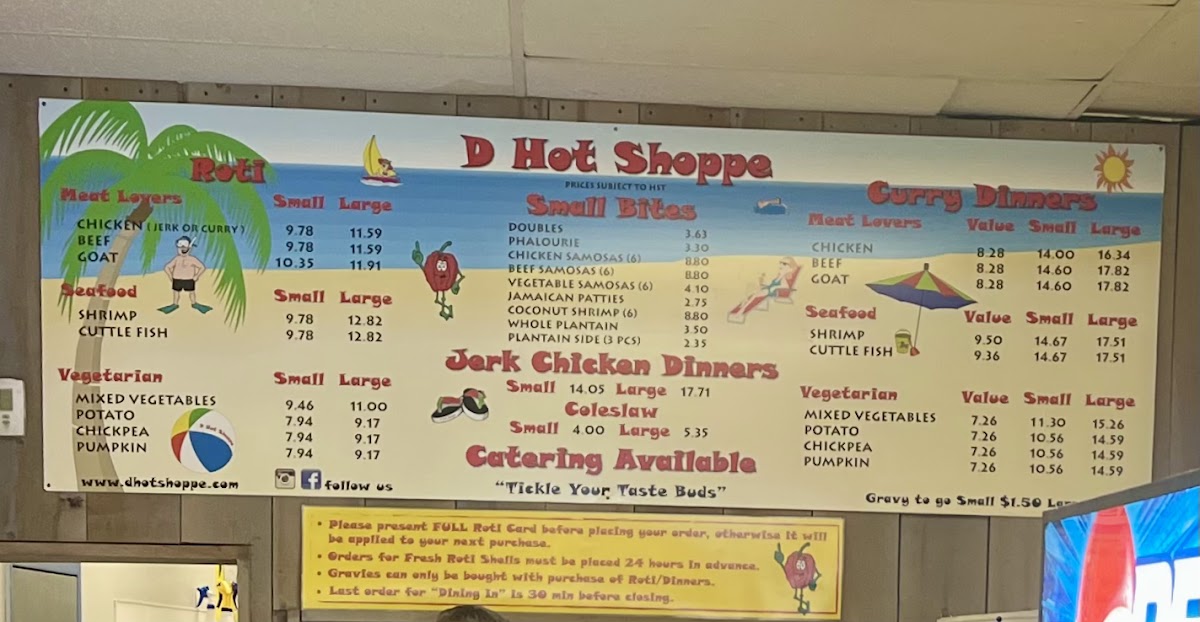 D Hot Shoppe
PRICES SUBJECT TO HST
Roti
Meat Lovers Small Large
CHICKEN (JERK OR CURRY) 9.78 11.59
BEEF 9.78 11.59
GOAT 10.35 11.91
Seafood Small Large
SHRIMP 9.78 12.82
CUTTLE FISH 9.78 12.82
Vegetarian Small Large
MIXED VEGETABLES 9.46 11.00
POTATO 7.94 9.17
CHICKPEA 7.94 9.17
PUMPKIN 7.94 9.17
D Hot Shoppe
www.dhotshoppe.com
f follow us
Small Bites
DOUBLES 3.63
PHALOURIE 3.30
CHICKEN SAMOSAS (6) 8.80
BEEF SAMOSAS (6) 8.80
VEGETABLE SAMOSAS (6) 4.10
JAMAICAN PATTIES 2.75
COCONUT SHRIMP (6) 8.80
WHOLE PLANTAIN 3.50
PLANTAIN SIDE (3 PCS) 2.35
Jerk Chicken Dinners
Small 14.05 Large 17.71
Coleslaw
Small 4.00 Large 5.35
Catering Available
"Tickle Your Taste Buds"
Curry Dinners
Meat Lovers Value Small Large
CHICKEN 8.28 14.00 16.34
BEEF 8.28 14.60 17.82
GOAT 8.28 14.60 17.82
Seafood Value Small Large
SHRIMP 9.50 14.67 17.51
CUTTLE FISH 9.36 14.67 17.51
Vegetarian Value Small Large
MIXED VEGETABLES 7.26 11.30 15.26
POTATO 7.26 10.56 14.59
CHICKPEA 7.26 10.56 14.59
PUMPKIN 7.26 10.56 14.59
Gravy to go Small $1.50
• Please present FULL Roti Card before placing your order, otherwise it will
be applied to your next purchase.
• Orders for Fresh Roti Shells must be placed 24 hours in advance.
• Gravies can only be bought with purchase of Roti/Dinners.
• Last order for "Dining In" is 30 min before closing.